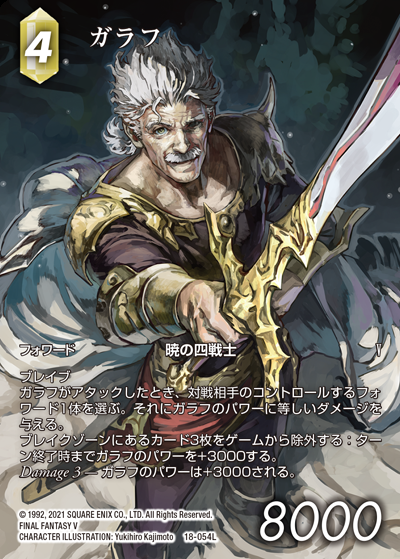 4
ガラフ
フォワード 暁の四戦士 V
ブレイブ
ガラフがアタックしたとき、対戦相手のコントロールするフォ
ワード1体を選ぶ。それにガラフのパワーに等しいダメージを
与える。
ブレイクゾーンにあるカード3枚をゲームから除外する：ター
ン終了時までガラフのパワーを+3000する。
Damage 3 — ガラフのパワーは+3000される。
© 1992, 2021 SQUARE ENIX CO., LTD. All Rights Reserved.
FINAL FANTASY V
CHARACTER ILLUSTRATION: Yukihiro Kajimoto 18-054L
8000